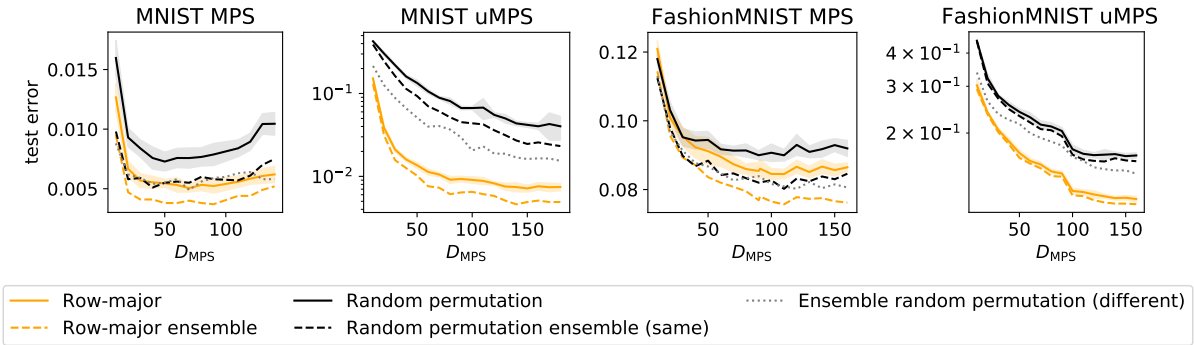 MNIST MPS
MNIST uMPS
FashionMNIST MPS
FashionMNIST uMPS
test error
0.015
0.010
0.005
50 100
D_MPS
10⁻¹
10⁻²
50 100 150
D_MPS
0.12
0.10
0.08
50 100 150
D_MPS
4 × 10⁻¹
3 × 10⁻¹
2 × 10⁻¹
50 100 150
D_MPS
Row-major
Row-major ensemble
Random permutation
Random permutation ensemble (same)
Ensemble random permutation (different)